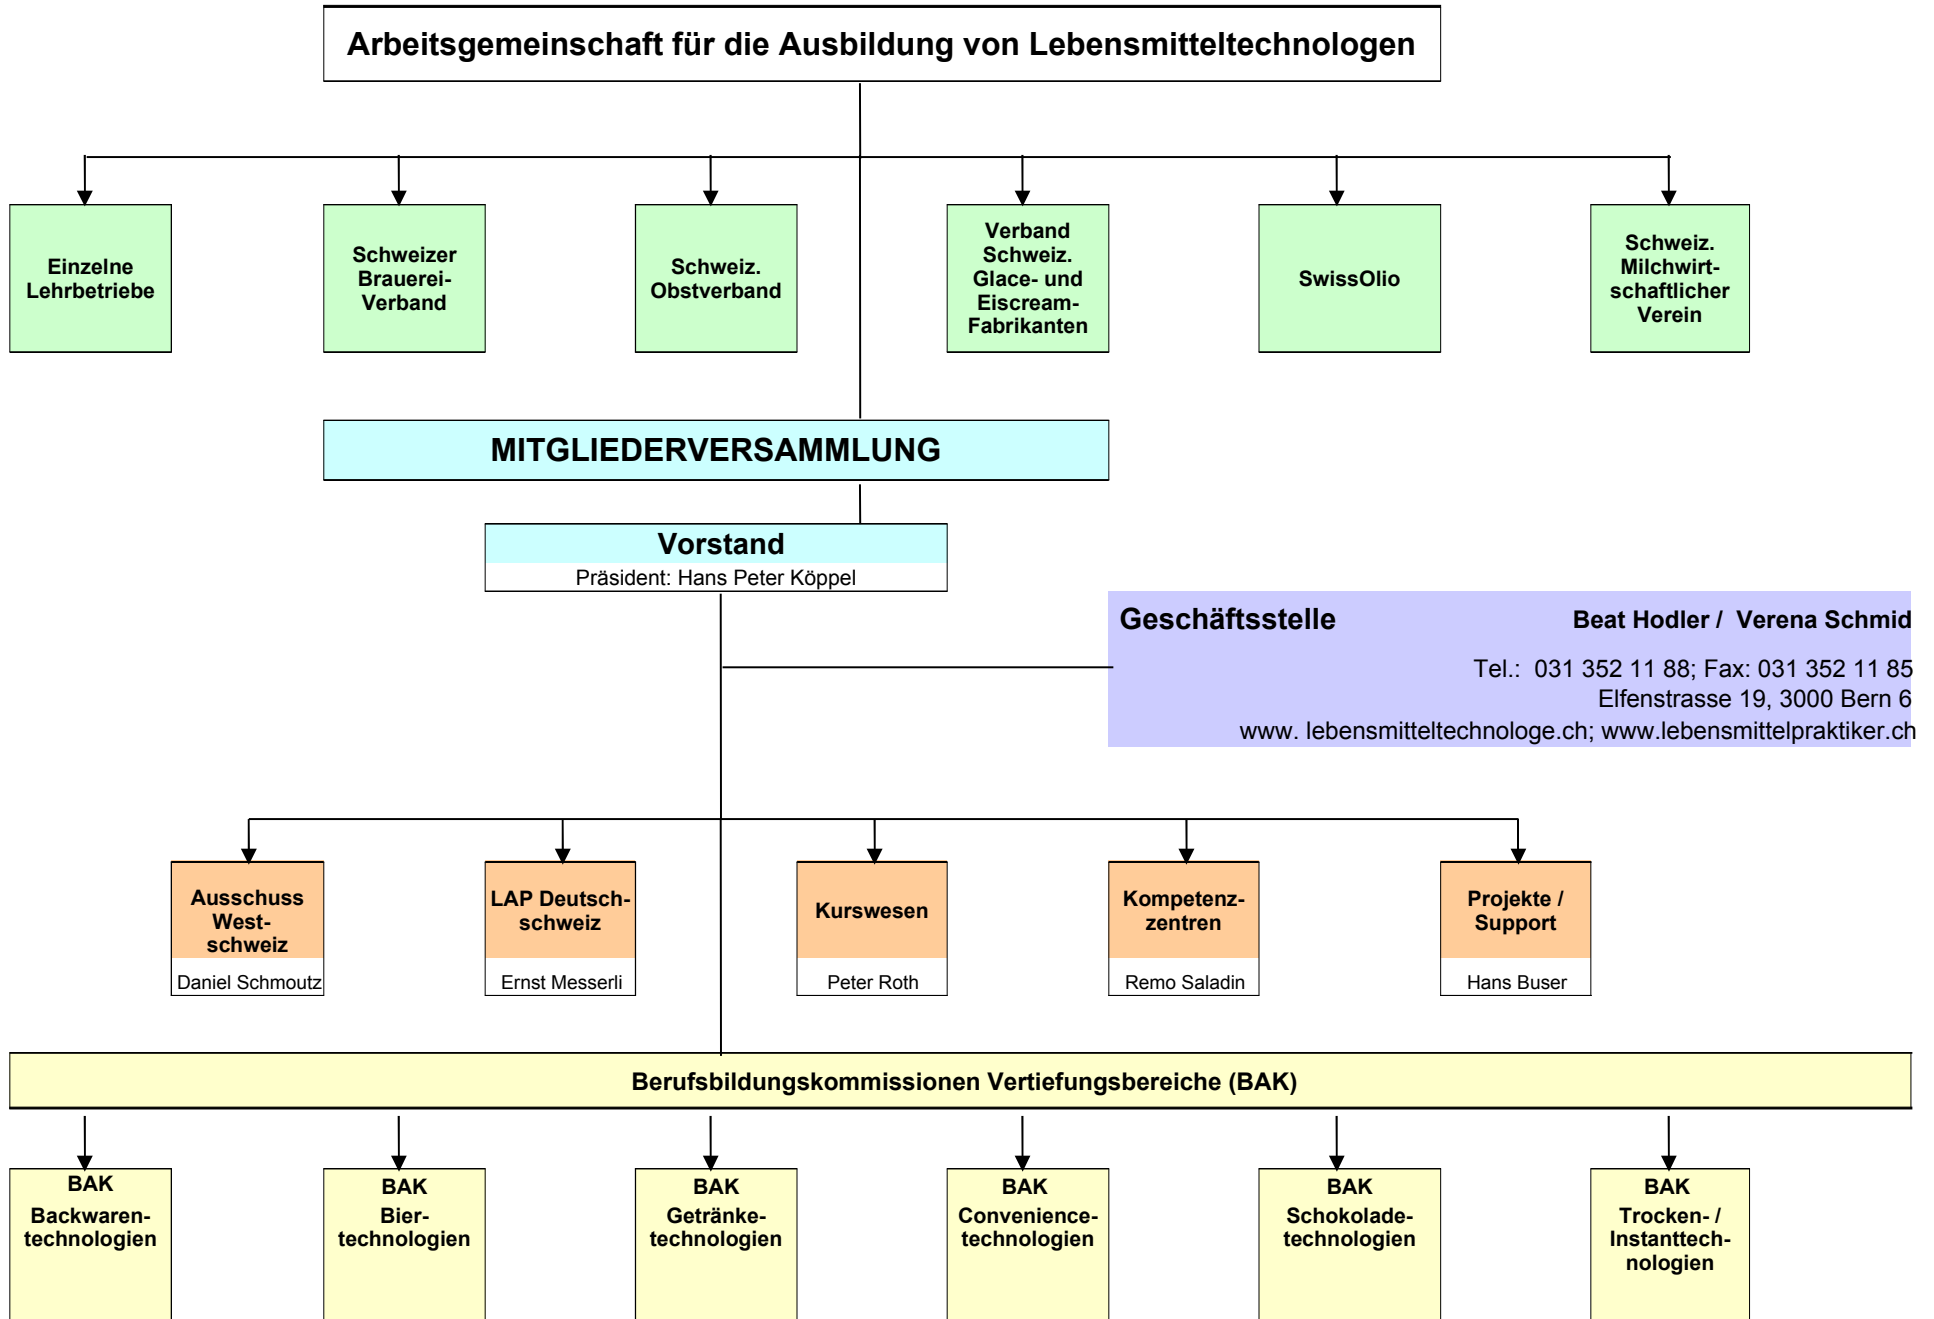 Arbeitsgemeinschaft für die Ausbildung von Lebensmitteltechnologen
Einzelne
Lehrbetriebe
Schweizer
Brauerei-
Verband
Schweiz.
Obstverband
Verband
Schweiz.
Glace- und
Eiscream-
Fabrikanten
SwissOlio
Schweiz.
Milchwirt-
schaftlicher
Verein
MITGLIEDERVERSAMMLUNG
Vorstand
Präsident: Hans Peter Köppel
Geschäftsstelle
Beat Hodler /  Verena Schmid
Tel.:  031 352 11 88; Fax: 031 352 11 85
Elfenstrasse 19, 3000 Bern 6
www. lebensmitteltechnologe.ch; www.lebensmittelpraktiker.ch
Ausschuss
West-
schweiz
Daniel Schmoutz
LAP Deutsch-
schweiz
Ernst Messerli
Kurswesen
Peter Roth
Kompetenz-
zentren
Remo Saladin
Projekte /
Support
Hans Buser
Berufsbildungskommissionen Vertiefungsbereiche (BAK)
BAK
Backwaren-
technologien
BAK
Bier-
technologien
BAK
Getränke-
technologien
BAK
Convenience-
technologien
BAK
Schokolade-
technologien
BAK
Trocken- /
Instanttech-
nologien